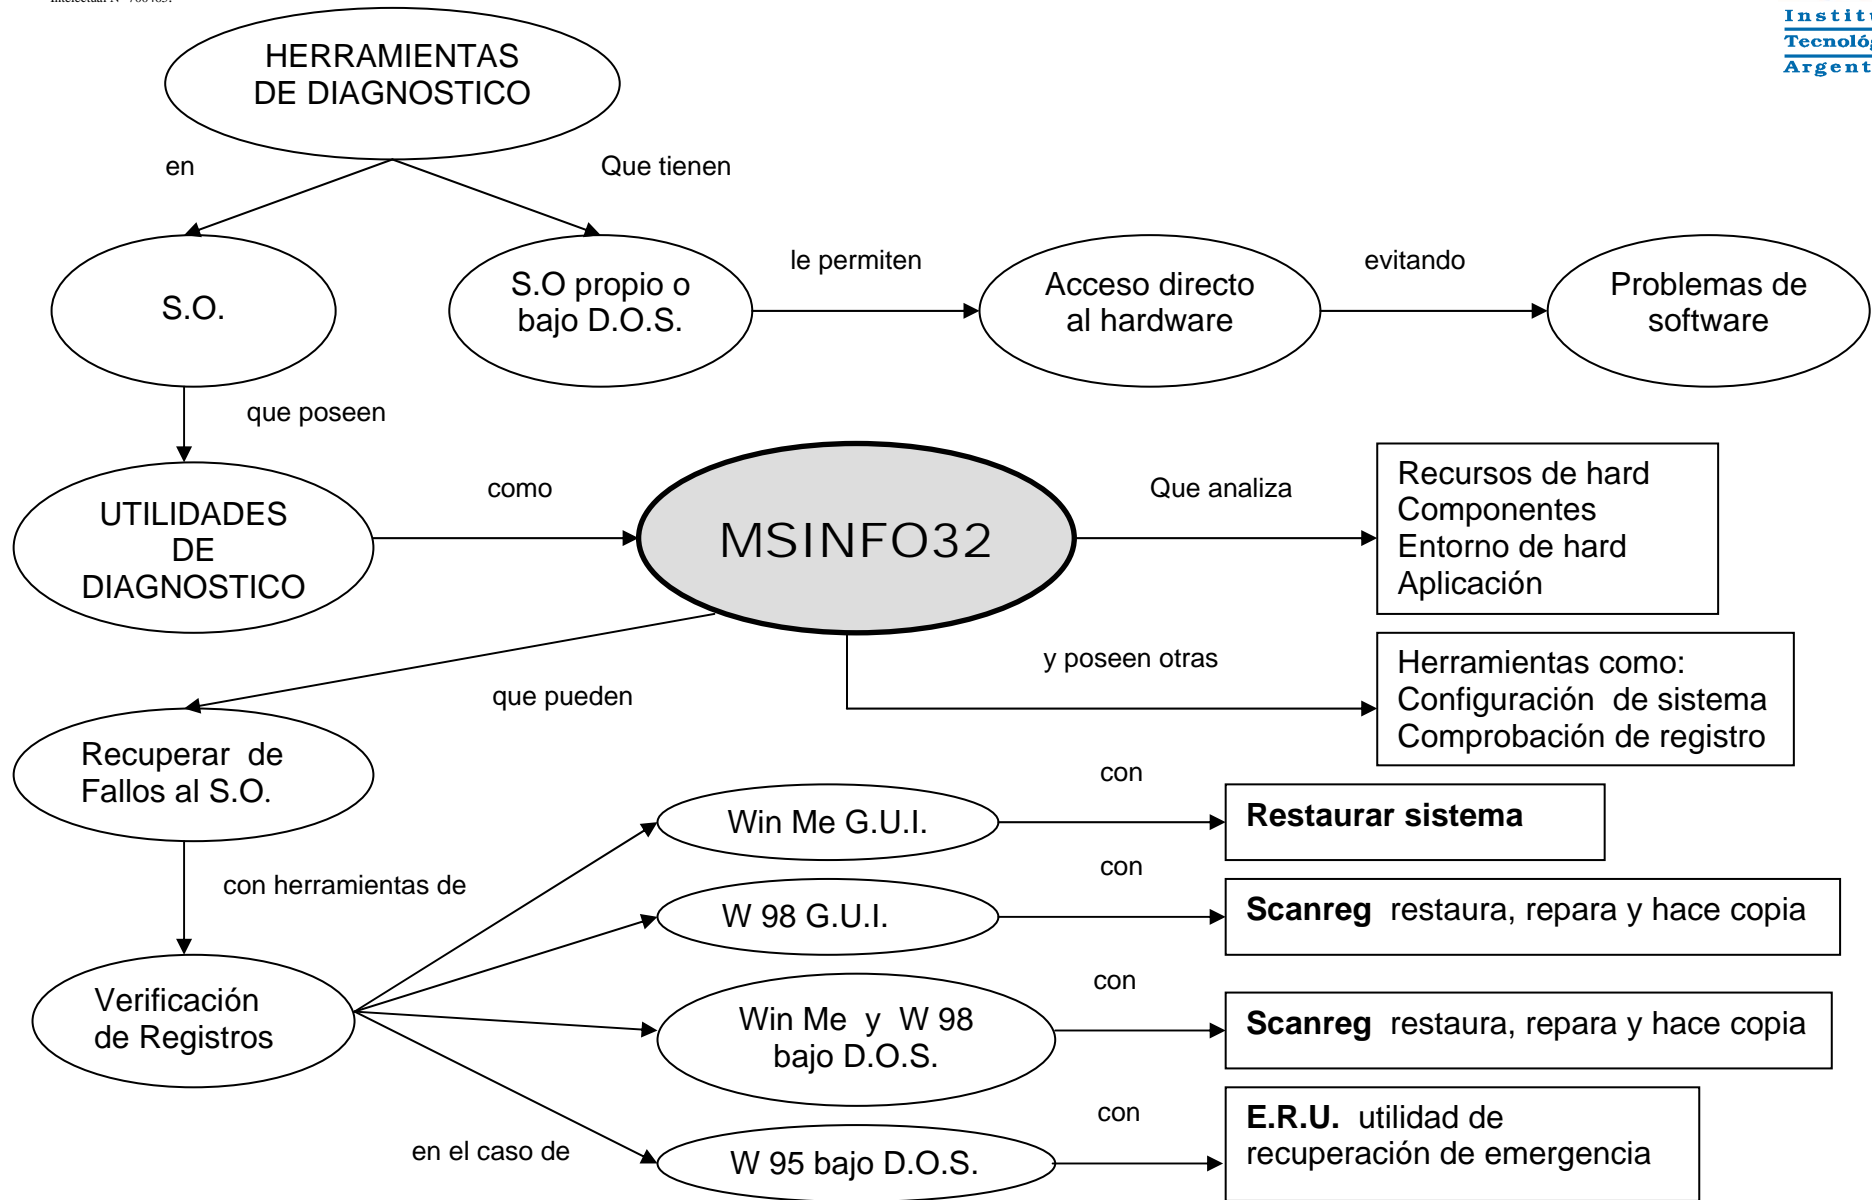 Intelectual N° 
HERRAMIENTAS
DE DIAGNOSTICO
en
Que tienen
S.O.
S.O propio o
bajo D.O.S.
le permiten
Acceso directo
al hardware
evitando
Problemas de
software
que poseen
UTILIDADES
DE
DIAGNOSTICO
como
MSINFO32
Que analiza
Recursos de hard
Componentes
Entorno de hard
Aplicación
y poseen otras
Herramientas como:
Configuración de sistema
Comprobación de registro
que pueden
Recuperar de
Fallos al S.O.
con herramientas de
Verificación
de Registros
Win Me G.U.I.
con
Restaurar sistema
W 98 G.U.I.
con
Scanreg restaura, repara y hace copia
Win Me y W 98
bajo D.O.S.
con
Scanreg restaura, repara y hace copia
en el caso de
W 95 bajo D.O.S.
con
E.R.U. utilidad de
recuperación de emergencia